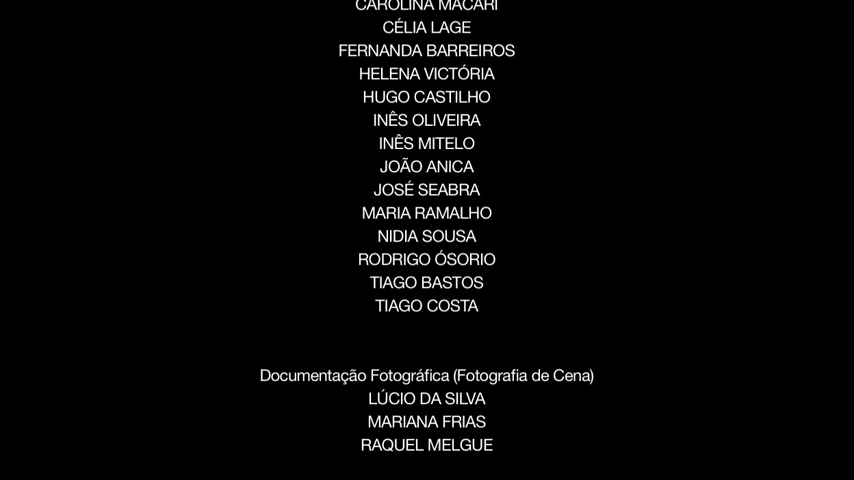 CAROLINA MACARI
CÉLIA LAGE
FERNANDA BARREIROS
HELENA VICTÓRIA
HUGO CASTILHO
INÊS OLIVEIRA
INÊS MITELO
JOÃO ANICA
JOSÉ SEABRA
MARIA RAMALHO
NIDIA SOUSA
RODRIGO ÓSORIO
TIAGO BASTOS
TIAGO COSTA
Documentação Fotográfica (Fotografia de Cena)
LÚCIO DA SILVA
MARIANA FRIAS
RAQUEL MELGUE